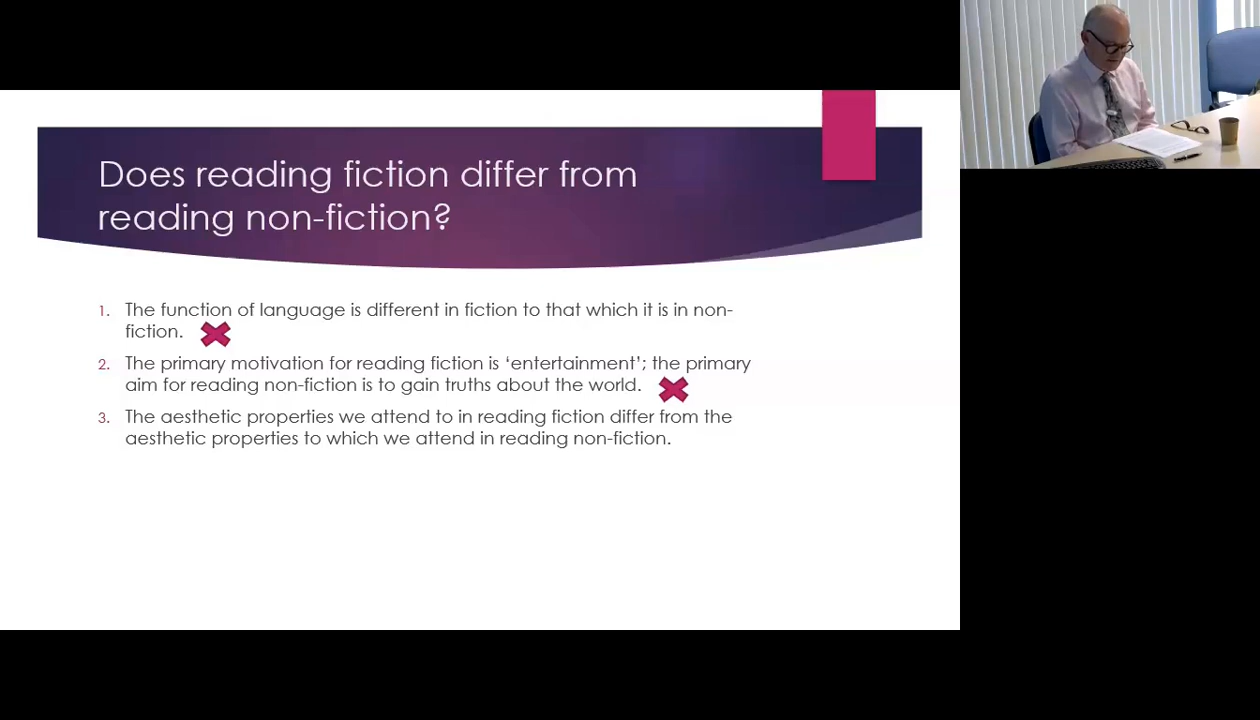 Does reading fiction differ from
reading non-fiction?
1. The function of language is different in fiction to that which it is in non-
fiction.
2. The primary motivation for reading fiction is ‘entertainment’; the primary
aim for reading non-fiction is to gain truths about the world.
3. The aesthetic properties we attend to in reading fiction differ from the
aesthetic properties to which we attend in reading non-fiction.